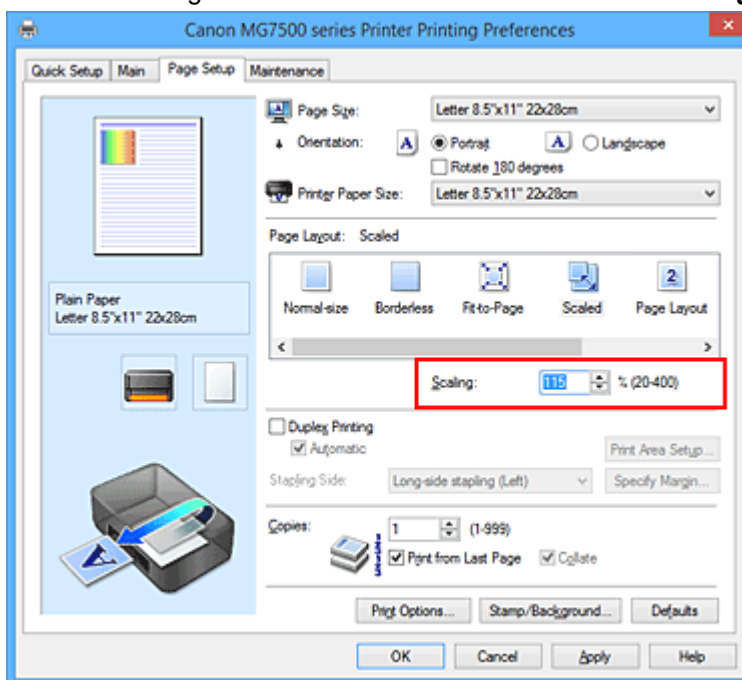 Canon MG7500 series Printer Printing Preferences
Quick Setup Main Page Setup Maintenance
Page Size: Letter 8.5"x11" 22x28cm
Orientation: A Portrait A Landscape
Rotate 180 degrees
Printer Paper Size: Letter 8.5"x11" 22x28cm
Page Layout: Scaled
Normal-size Borderless Fit-to-Page Scaled Page Layout
Plain Paper
Letter 8.5"x11" 22x28cm
Scaling: 115 % (20-400)
Duplex Printing
Automatic
Print Area Setup...
Stapling Side: Long-side stapling (Left) Specify Margin...
Copies: 1 (1-999)
Print from Last Page Collate
Print Options... Stamp/Background... Defaults
OK Cancel Apply Help